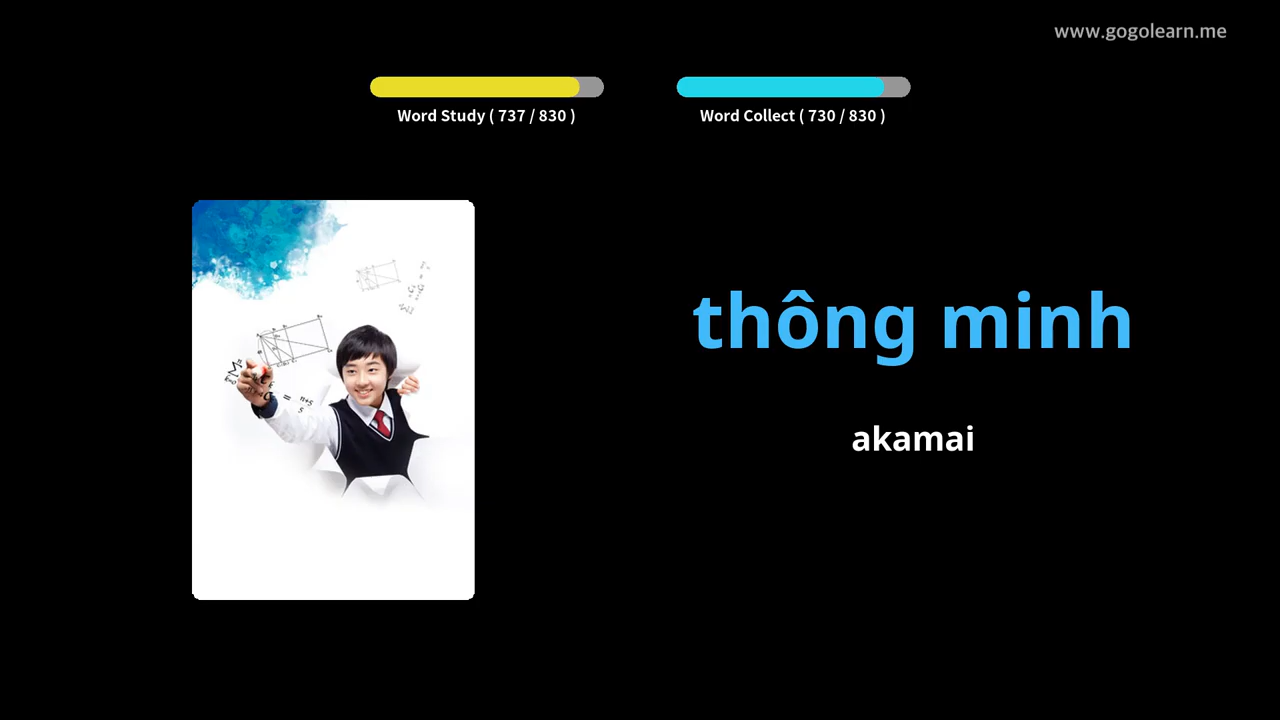 www.gogolearn.me
Word Study ( 737 / 830 )
Word Collect ( 730 / 830 )
thông minh
akamai